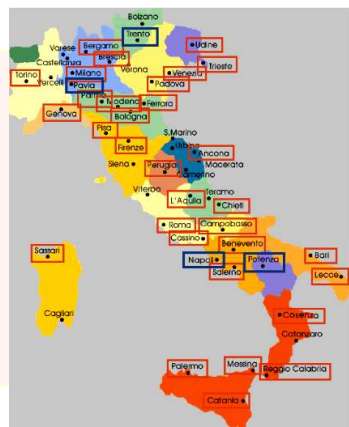 Bolzano
Trento
Udine
Varese
Bergamo
Brescia
Trieste
Castellanza
Verona
Venezia
Torino
Milano
Vercelli
Pavia
Padova
Parma
Modena
Ferrara
Genova
Bologna
Pisa
S.Marino
Firenze
Urbino
Ancona
Siena
Macerata
Perugia
Camerino
Viterbo
Teramo
L'Aquila
Chieti
Roma
Campobasso
Cassino
Benevento
Sassari
Napoli
Potenza
Bari
Salerno
Lecce
Cagliari
Cosenza
Catanzaro
Palermo
Messina
Reggio Calabria
Catania